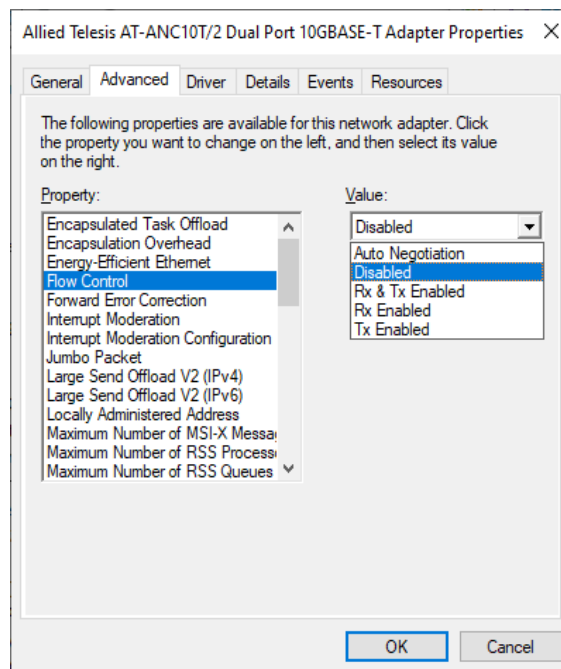 Allied Telesis AT-ANC10T/2 Dual Port 10GBASE-T Adapter Properties
General Advanced Driver Details Events Resources
The following properties are available for this network adapter. Click
the property you want to change on the left, and then select its value
on the right.
Property:
Encapsulated Task Offload
Encapsulation Overhead
Energy-Efficient Ethernet
Flow Control
Forward Error Correction
Interrupt Moderation
Interrupt Moderation Configuration
Jumbo Packet
Large Send Offload V2 (IPv4)
Large Send Offload V2 (IPv6)
Locally Administered Address
Maximum Number of MSI-X Messa
Maximum Number of RSS Process
Maximum Number of RSS Queues
Value:
Disabled
Auto Negotiation
Disabled
Rx & Tx Enabled
Rx Enabled
Tx Enabled
OK Cancel